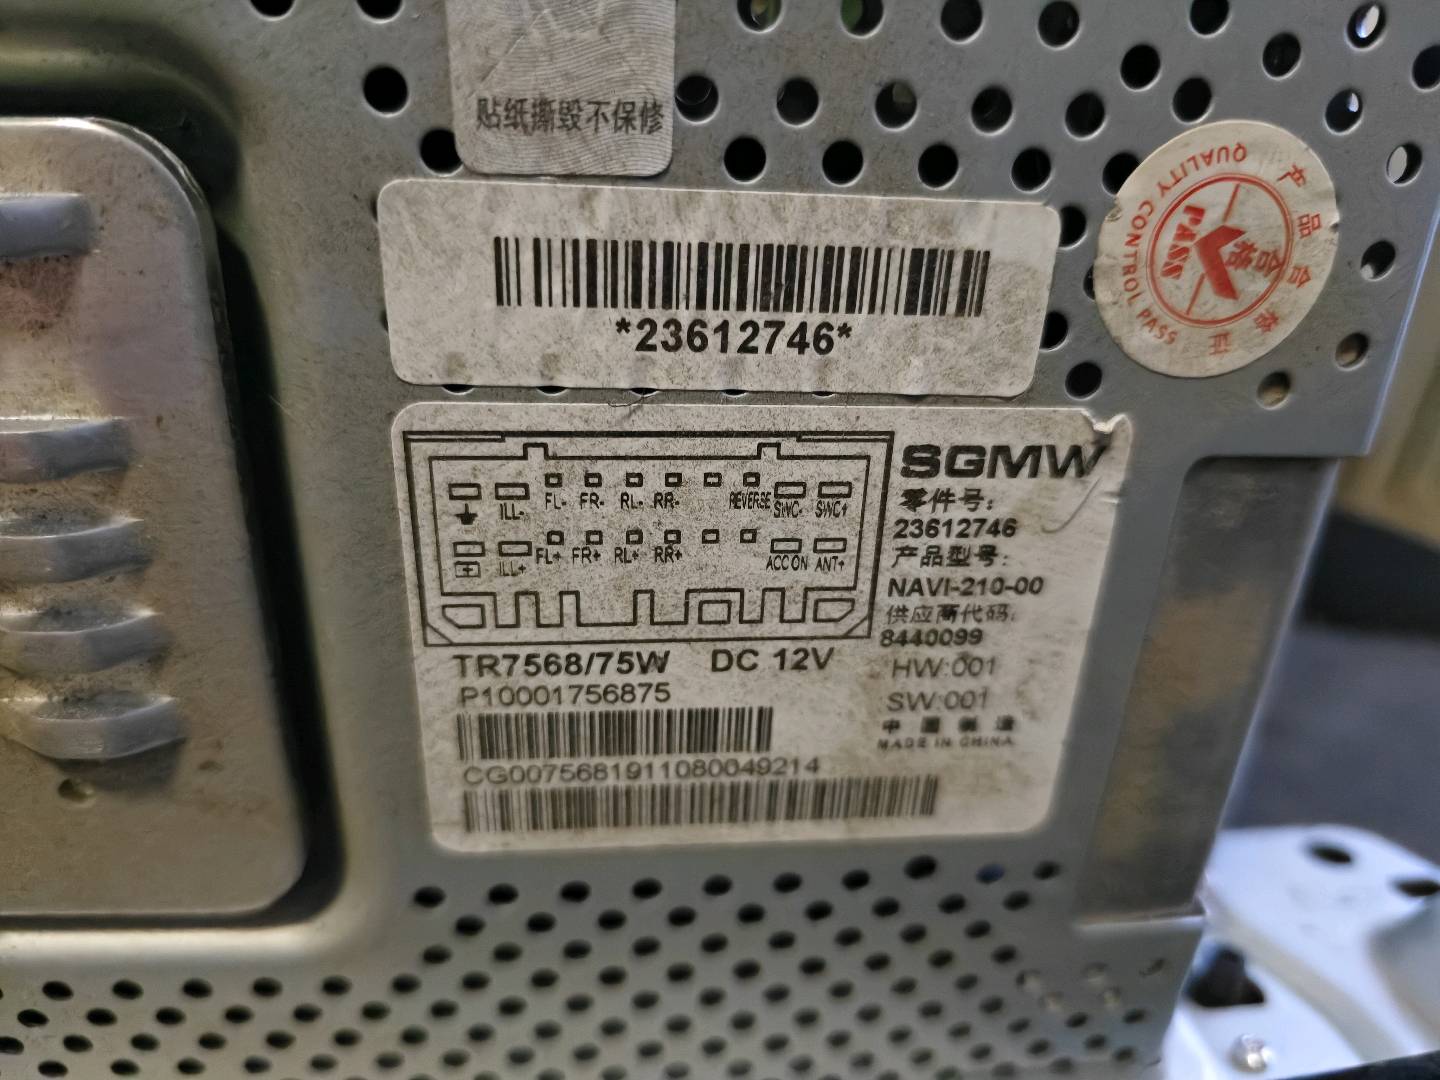 贴纸撕毁不保修
*23612746*
QUALITY CONTROL PASS
产品合格证
PASS
合格
ILL- FL- FR- RL- RR- REVERSE SWC- SWC+
ILL+ FL+ FR+ RL+ RR+ ACC ON ANT+
SGMW
零件号:
23612746
产品型号:
NAVI-210-00
供应商代码:
8440099
HW:001
SW:001
中国制造
MADE IN CHINA
TR7568/75W DC 12V
P10001756875
CG0075681911080049214